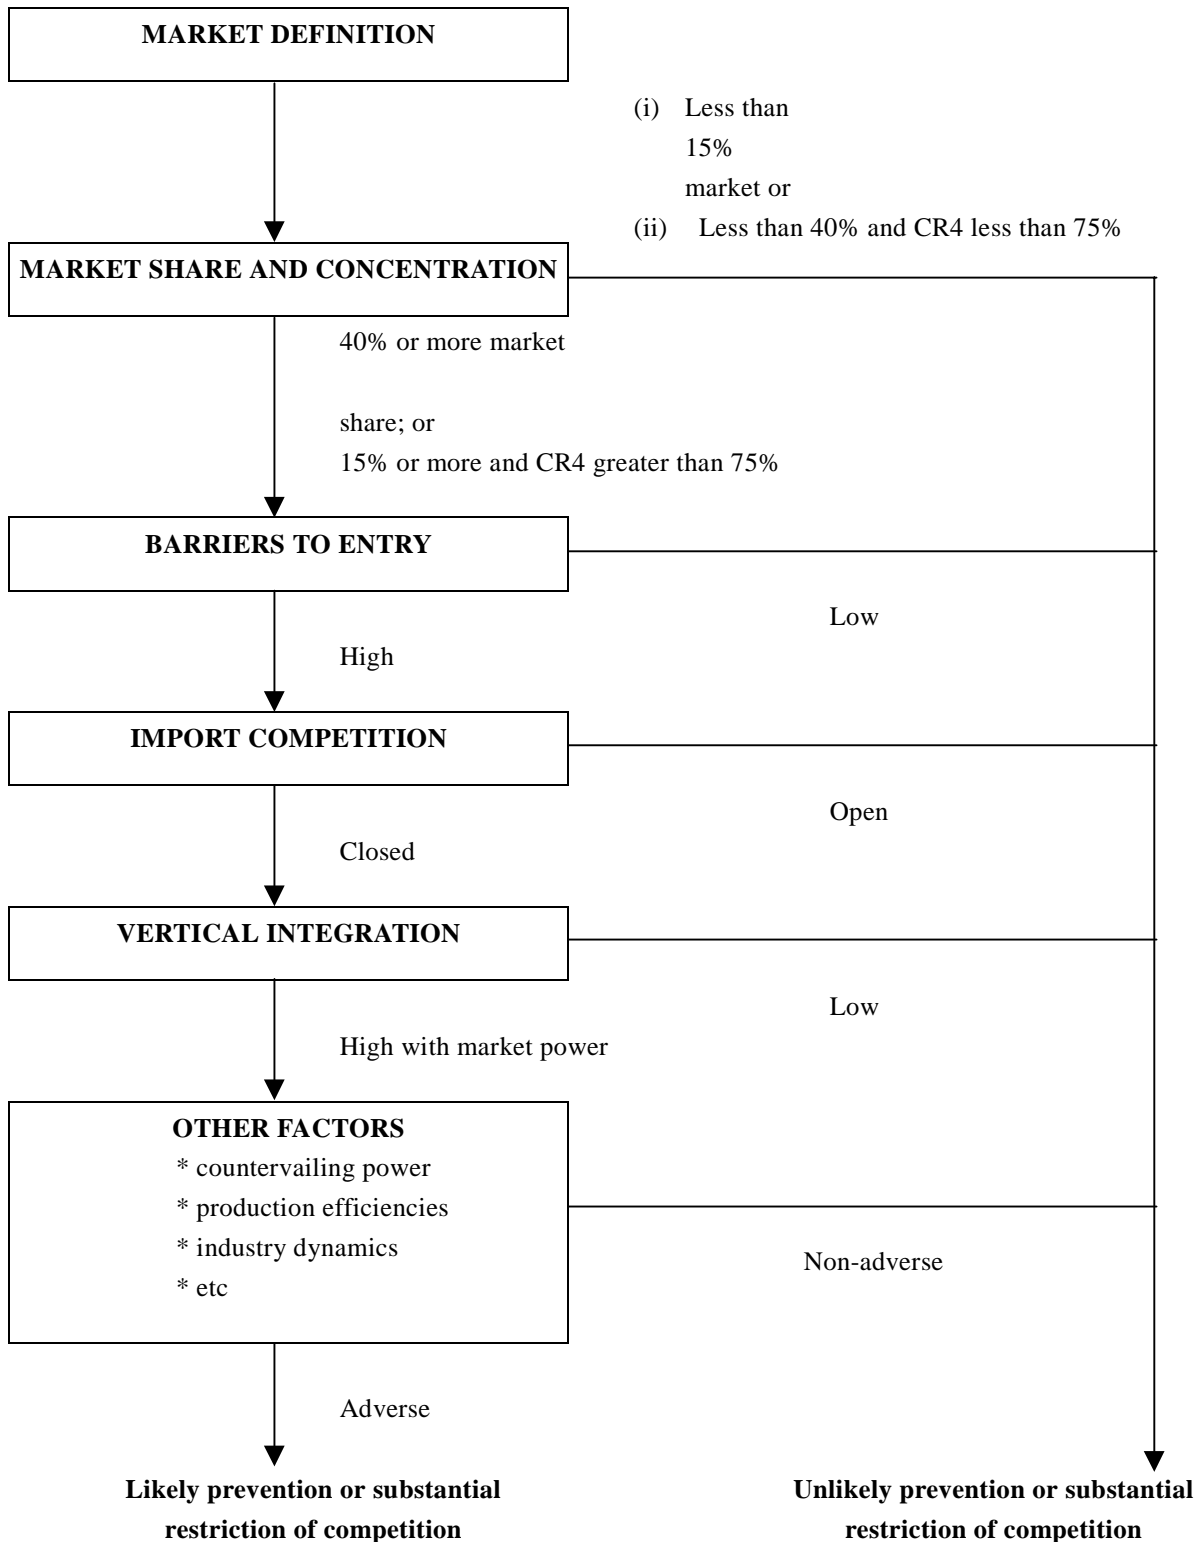 MARKET DEFINITION
(i) Less than
15%
market or
(ii) Less than 40% and CR4 less than 75%
MARKET SHARE AND CONCENTRATION
40% or more market
share; or
15% or more and CR4 greater than 75%
BARRIERS TO ENTRY
Low
High
IMPORT COMPETITION
Open
Closed
VERTICAL INTEGRATION
Low
High with market power
OTHER FACTORS
* countervailing power
* production efficiencies
* industry dynamics
* etc
Non-adverse
Adverse
Likely prevention or substantial
restriction of competition
Unlikely prevention or substantial
restriction of competition